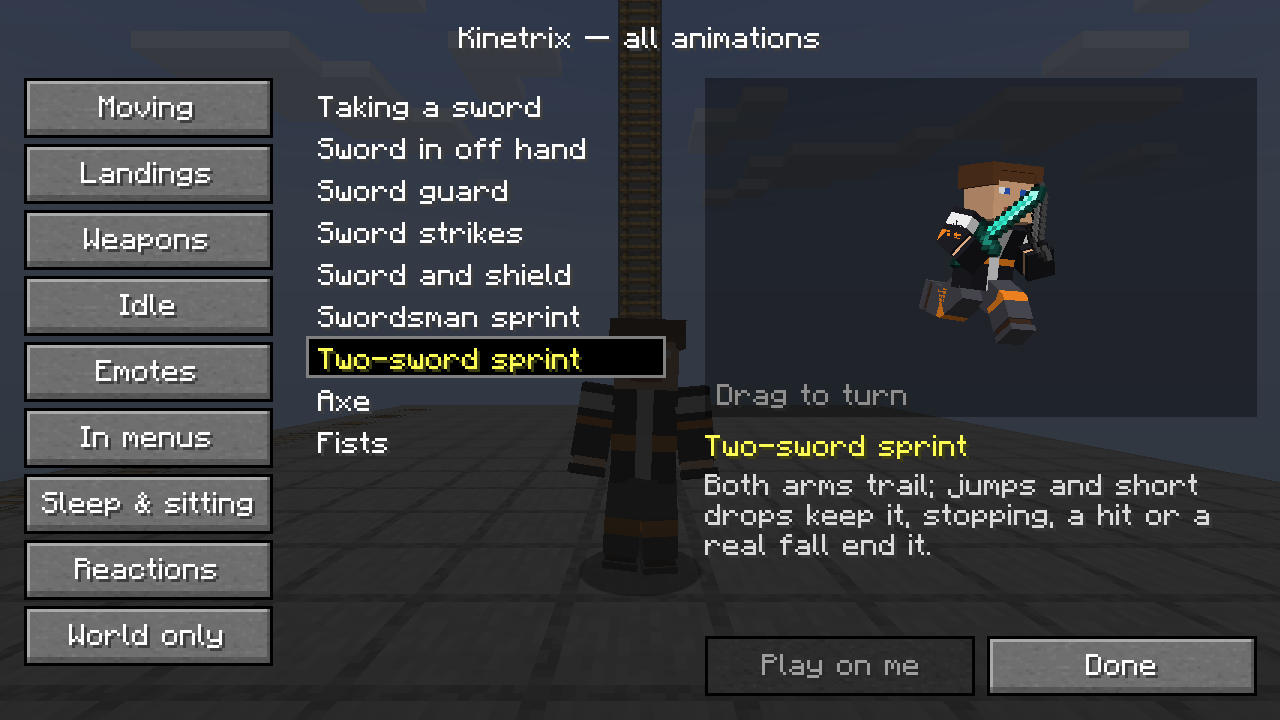 Kinetrix — all animations
Moving
Landings
Weapons
Idle
Emotes
In menus
Sleep & sitting
Reactions
World only
Taking a sword
Sword in off hand
Sword guard
Sword strikes
Sword and shield
Swordsman sprint
Two-sword sprint
Axe
Fists
Drag to turn
Two-sword sprint
Both arms trail; jumps and short
drops keep it, stopping, a hit or a
real fall end it.
Play on me
Done